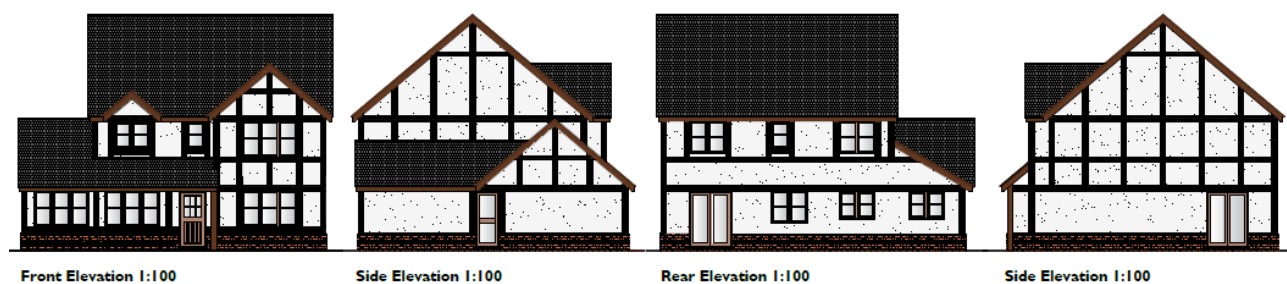 Front Elevation 1:100
Side Elevation 1:100
Rear Elevation 1:100
Side Elevation 1:100